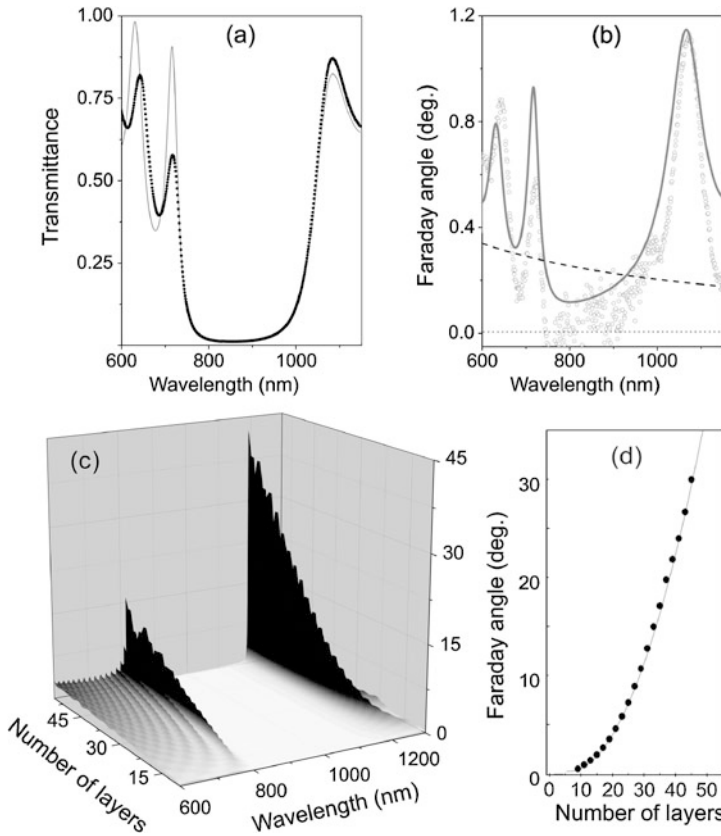 (a)
1.00
0.75
0.50
0.25
Transmittance
600
800
1000
Wavelength (nm)
(b)
1.2
0.8
0.4
0.0
Faraday angle (deg.)
600
800
1000
Wavelength (nm)
(c)
45
30
15
0
45
30
15
Number of layers
600
800
1000
1200
Wavelength (nm)
(d)
30
20
10
0
Faraday angle (deg.)
0
10
20
30
40
50
Number of layers